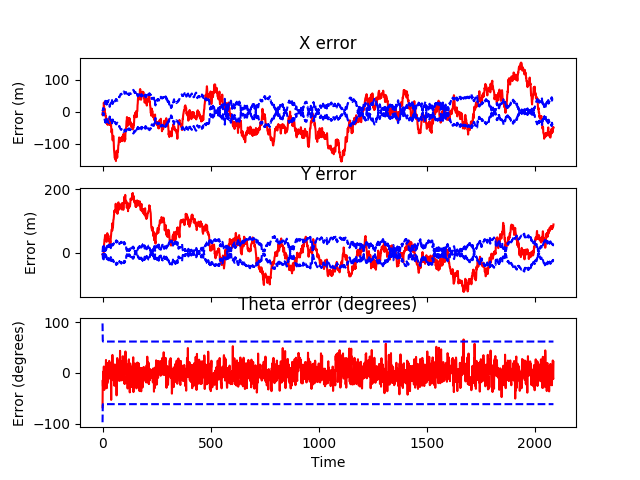 X error
Error (m)
100
0
−100
Y error
Error (m)
200
0
Theta error (degrees)
Error (degrees)
100
0
−100
0 500 1000 1500 2000
Time